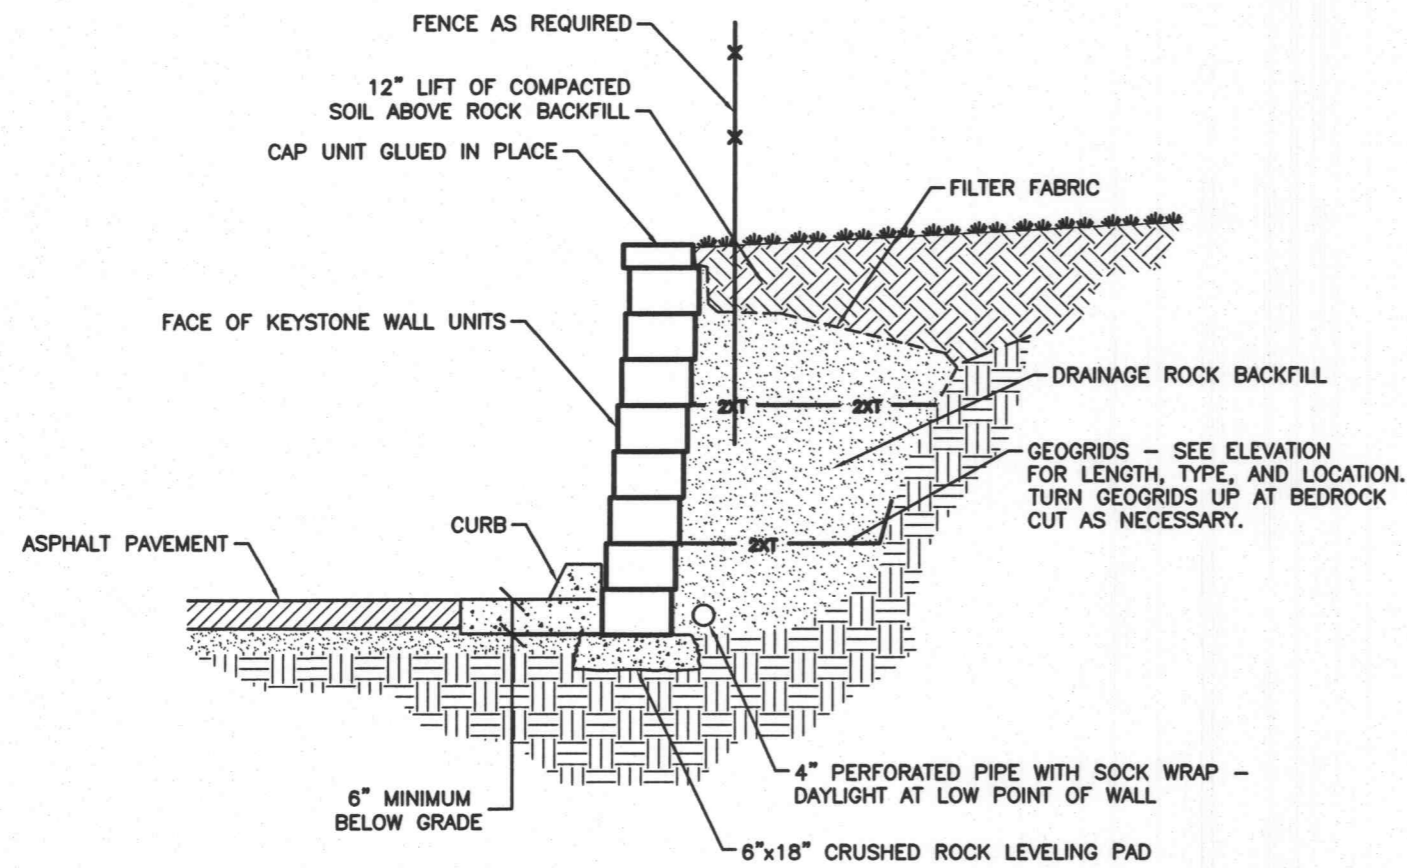 FENCE AS REQUIRED
12" LIFT OF COMPACTED
SOIL ABOVE ROCK BACKFILL
CAP UNIT GLUED IN PLACE
FILTER FABRIC
FACE OF KEYSTONE WALL UNITS
DRAINAGE ROCK BACKFILL
2XT 2XT
GEOGRIDS – SEE ELEVATION
FOR LENGTH, TYPE, AND LOCATION.
TURN GEOGRIDS UP AT BEDROCK
CUT AS NECESSARY.
CURB
ASPHALT PAVEMENT
2XT
4" PERFORATED PIPE WITH SOCK WRAP –
DAYLIGHT AT LOW POINT OF WALL
6" MINIMUM
BELOW GRADE
6"x18" CRUSHED ROCK LEVELING PAD